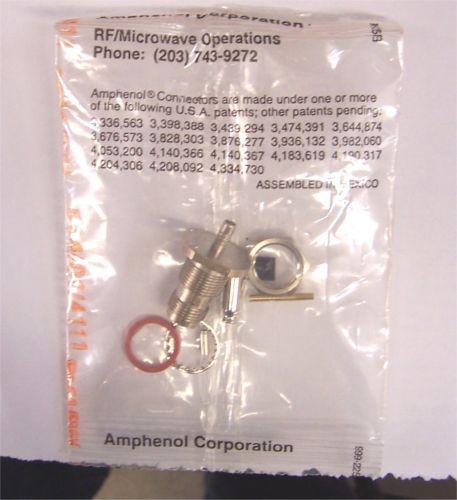 Amphenol Corporation
RF/Microwave Operations
Phone: (203) 743-9272
Amphenol® Connectors are made under one or more
of the following U.S.A. patents; other patents pending:
3,336,563 3,398,388 3,439,294 3,474,391 3,644,874
3,676,573 3,828,303 3,876,277 3,936,132 3,982,060
4,053,200 4,140,366 4,140,367 4,183,619 4,190,317
4,204,306 4,208,092 4,334,730
ASSEMBLED IN MEXICO
Amphenol Corporation